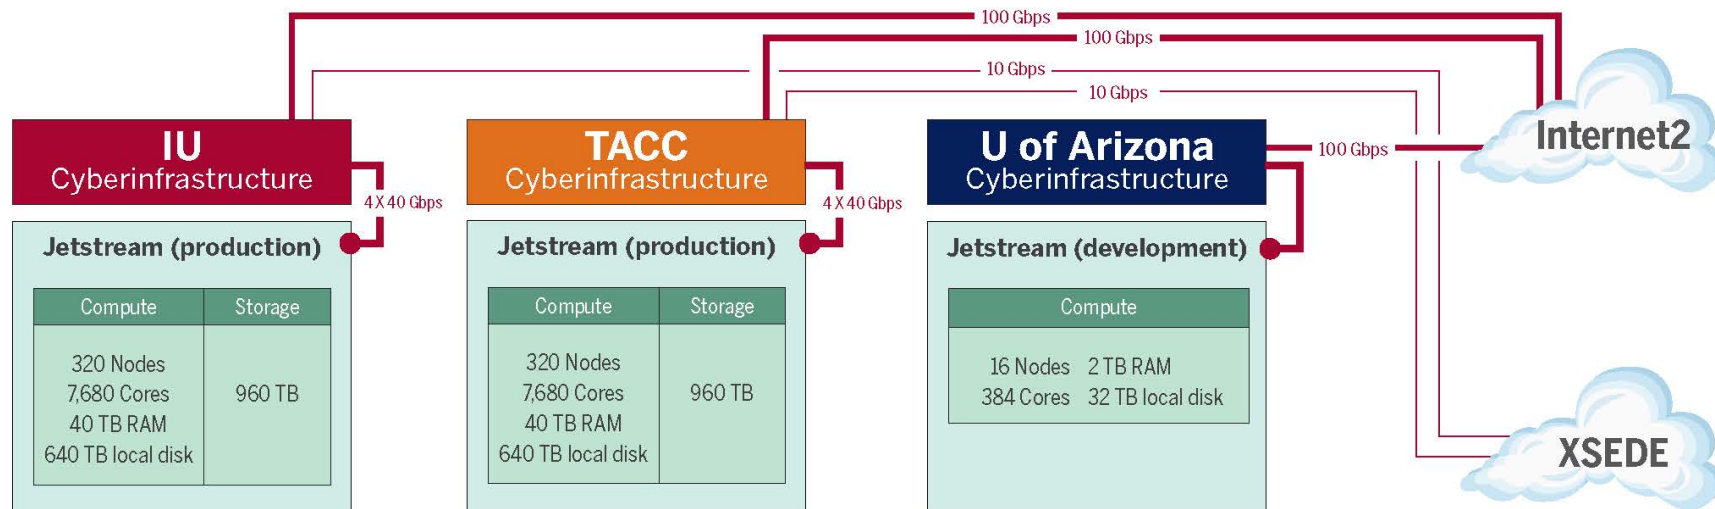 100 Gbps
100 Gbps
10 Gbps
10 Gbps
IU
Cyberinfrastructure
4 X 40 Gbps
Jetstream (production)
Compute
Storage
320 Nodes
7,680 Cores
40 TB RAM
640 TB local disk
960 TB
TACC
Cyberinfrastructure
4 X 40 Gbps
Jetstream (production)
Compute
Storage
320 Nodes
7,680 Cores
40 TB RAM
640 TB local disk
960 TB
U of Arizona
Cyberinfrastructure
100 Gbps
Jetstream (development)
Compute
16 Nodes 2 TB RAM
384 Cores 32 TB local disk
Internet2
XSEDE